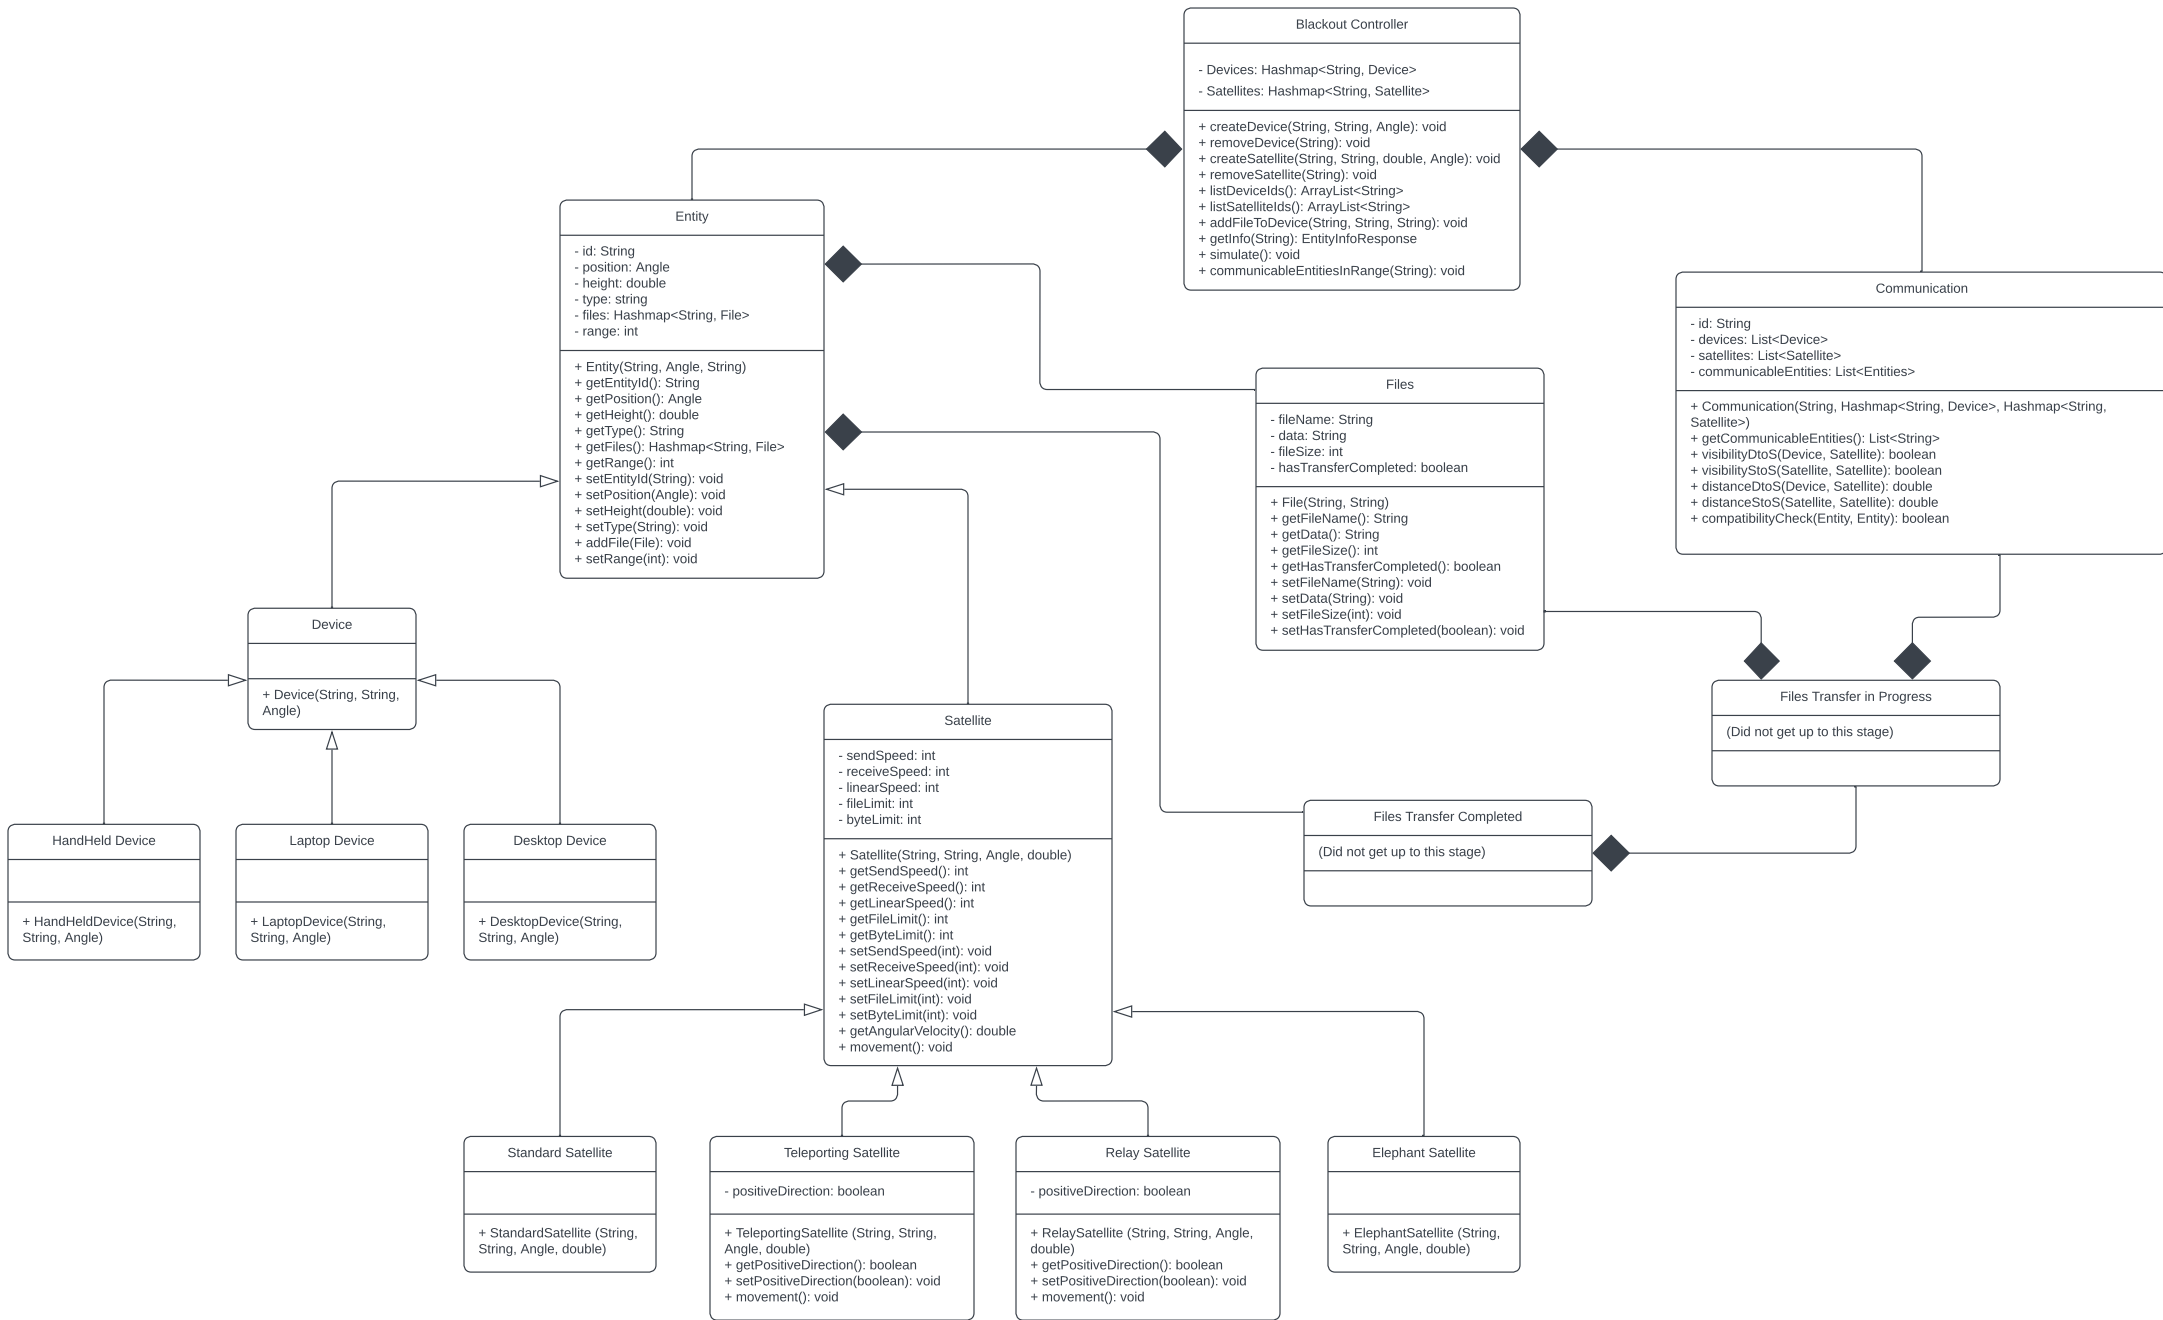 Blackout Controller
- Devices: Hashmap<String, Device>
- Satellites: Hashmap<String, Satellite>
+ createDevice(String, String, Angle): void
+ removeDevice(String): void
+ createSatellite(String, String, double, Angle): void
+ removeSatellite(String): void
+ listDeviceIds(): ArrayList<String>
+ listSatelliteIds(): ArrayList<String>
+ addFileToDevice(String, String, String): void
+ getInfo(String): EntityInfoResponse
+ simulate(): void
+ communicableEntitiesInRange(String): void
Entity
- id: String
- position: Angle
- height: double
- type: string
- files: Hashmap<String, File>
- range: int
+ Entity(String, Angle, String)
+ getEntityId(): String
+ getPosition(): Angle
+ getHeight(): double
+ getType(): String
+ getFiles(): Hashmap<String, File>
+ getRange(): int
+ setEntityId(String): void
+ setPosition(Angle): void
+ setHeight(double): void
+ setType(String): void
+ addFile(File): void
+ setRange(int): void
Communication
- id: String
- devices: List<Device>
- satellites: List<Satellite>
- communicableEntities: List<Entities>
+ Communication(String, Hashmap<String, Device>, Hashmap<String,
Satellite>)
+ getCommunicableEntities(): List<String>
+ visibilityDtoS(Device, Satellite): boolean
+ visibilityStoS(Satellite, Satellite): boolean
+ distanceDtoS(Device, Satellite): double
+ distanceStoS(Satellite, Satellite): double
+ compatibilityCheck(Entity, Entity): boolean
Files
- fileName: String
- data: String
- fileSize: int
- hasTransferCompleted: boolean
+ File(String, String)
+ getFileName(): String
+ getData(): String
+ getFileSize(): int
+ getHasTransferCompleted(): boolean
+ setFileName(String): void
+ setData(String): void
+ setFileSize(int): void
+ setHasTransferCompleted(boolean): void
Device
+ Device(String, String,
Angle)
Files Transfer in Progress
(Did not get up to this stage)
Satellite
- sendSpeed: int
- receiveSpeed: int
- linearSpeed: int
- fileLimit: int
- byteLimit: int
+ Satellite(String, String, Angle, double)
+ getSendSpeed(): int
+ getReceiveSpeed(): int
+ getLinearSpeed(): int
+ getFileLimit(): int
+ getByteLimit(): int
+ setSendSpeed(int): void
+ setReceiveSpeed(int): void
+ setLinearSpeed(int): void
+ setFileLimit(int): void
+ setByteLimit(int): void
+ getAngularVelocity(): double
+ movement(): void
Files Transfer Completed
(Did not get up to this stage)
HandHeld Device
+ HandHeldDevice(String,
String, Angle)
Laptop Device
+ LaptopDevice(String,
String, Angle)
Desktop Device
+ DesktopDevice(String,
String, Angle)
Standard Satellite
+ StandardSatellite (String,
String, Angle, double)
Teleporting Satellite
- positiveDirection: boolean
+ TeleportingSatellite (String, String,
Angle, double)
+ getPositiveDirection(): boolean
+ setPositiveDirection(boolean): void
+ movement(): void
Relay Satellite
- positiveDirection: boolean
+ RelaySatellite (String, String, Angle,
double)
+ getPositiveDirection(): boolean
+ setPositiveDirection(boolean): void
+ movement(): void
Elephant Satellite
+ ElephantSatellite (String,
String, Angle, double)